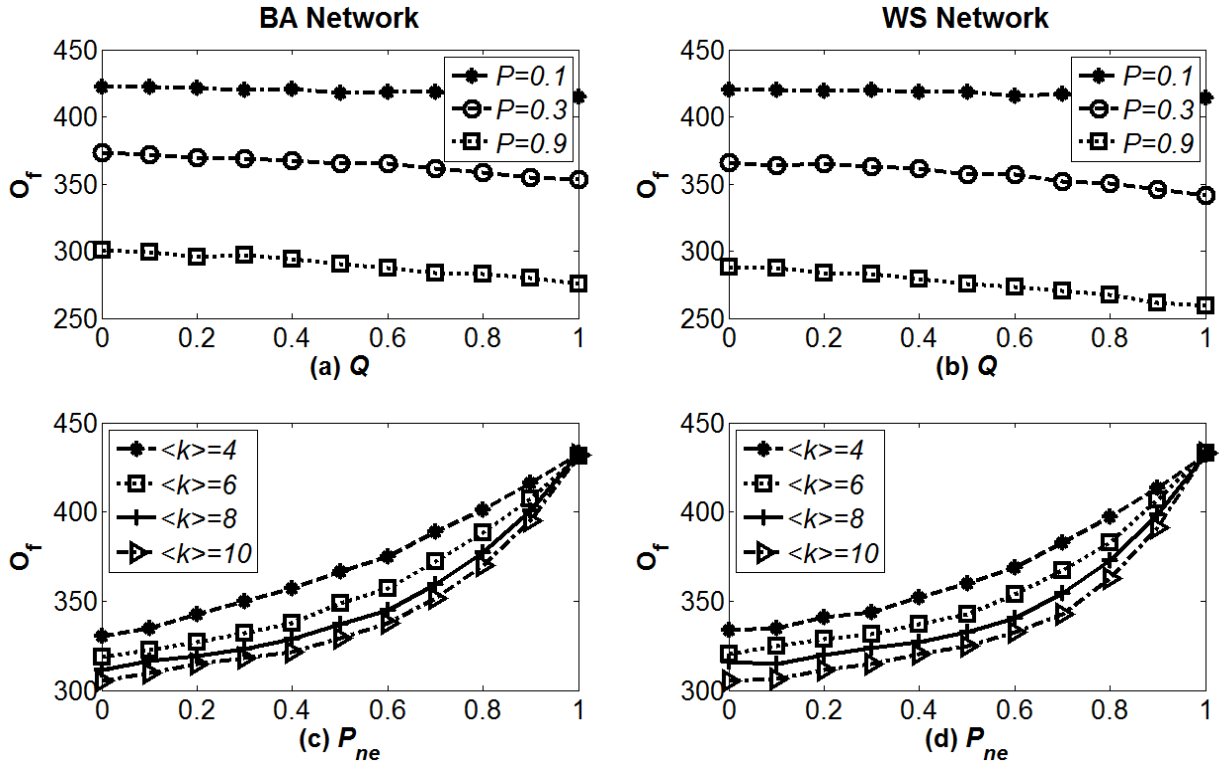 BA Network
WS Network
450
400
350
300
250
O_f
P=0.1
P=0.3
P=0.9
0 0.2 0.4 0.6 0.8 1
(a) Q
450
400
350
300
250
O_f
P=0.1
P=0.3
P=0.9
0 0.2 0.4 0.6 0.8 1
(b) Q
450
400
350
300
O_f
<k>=4
<k>=6
<k>=8
<k>=10
0 0.2 0.4 0.6 0.8 1
(c) P_ne
450
400
350
300
O_f
<k>=4
<k>=6
<k>=8
<k>=10
0 0.2 0.4 0.6 0.8 1
(d) P_ne